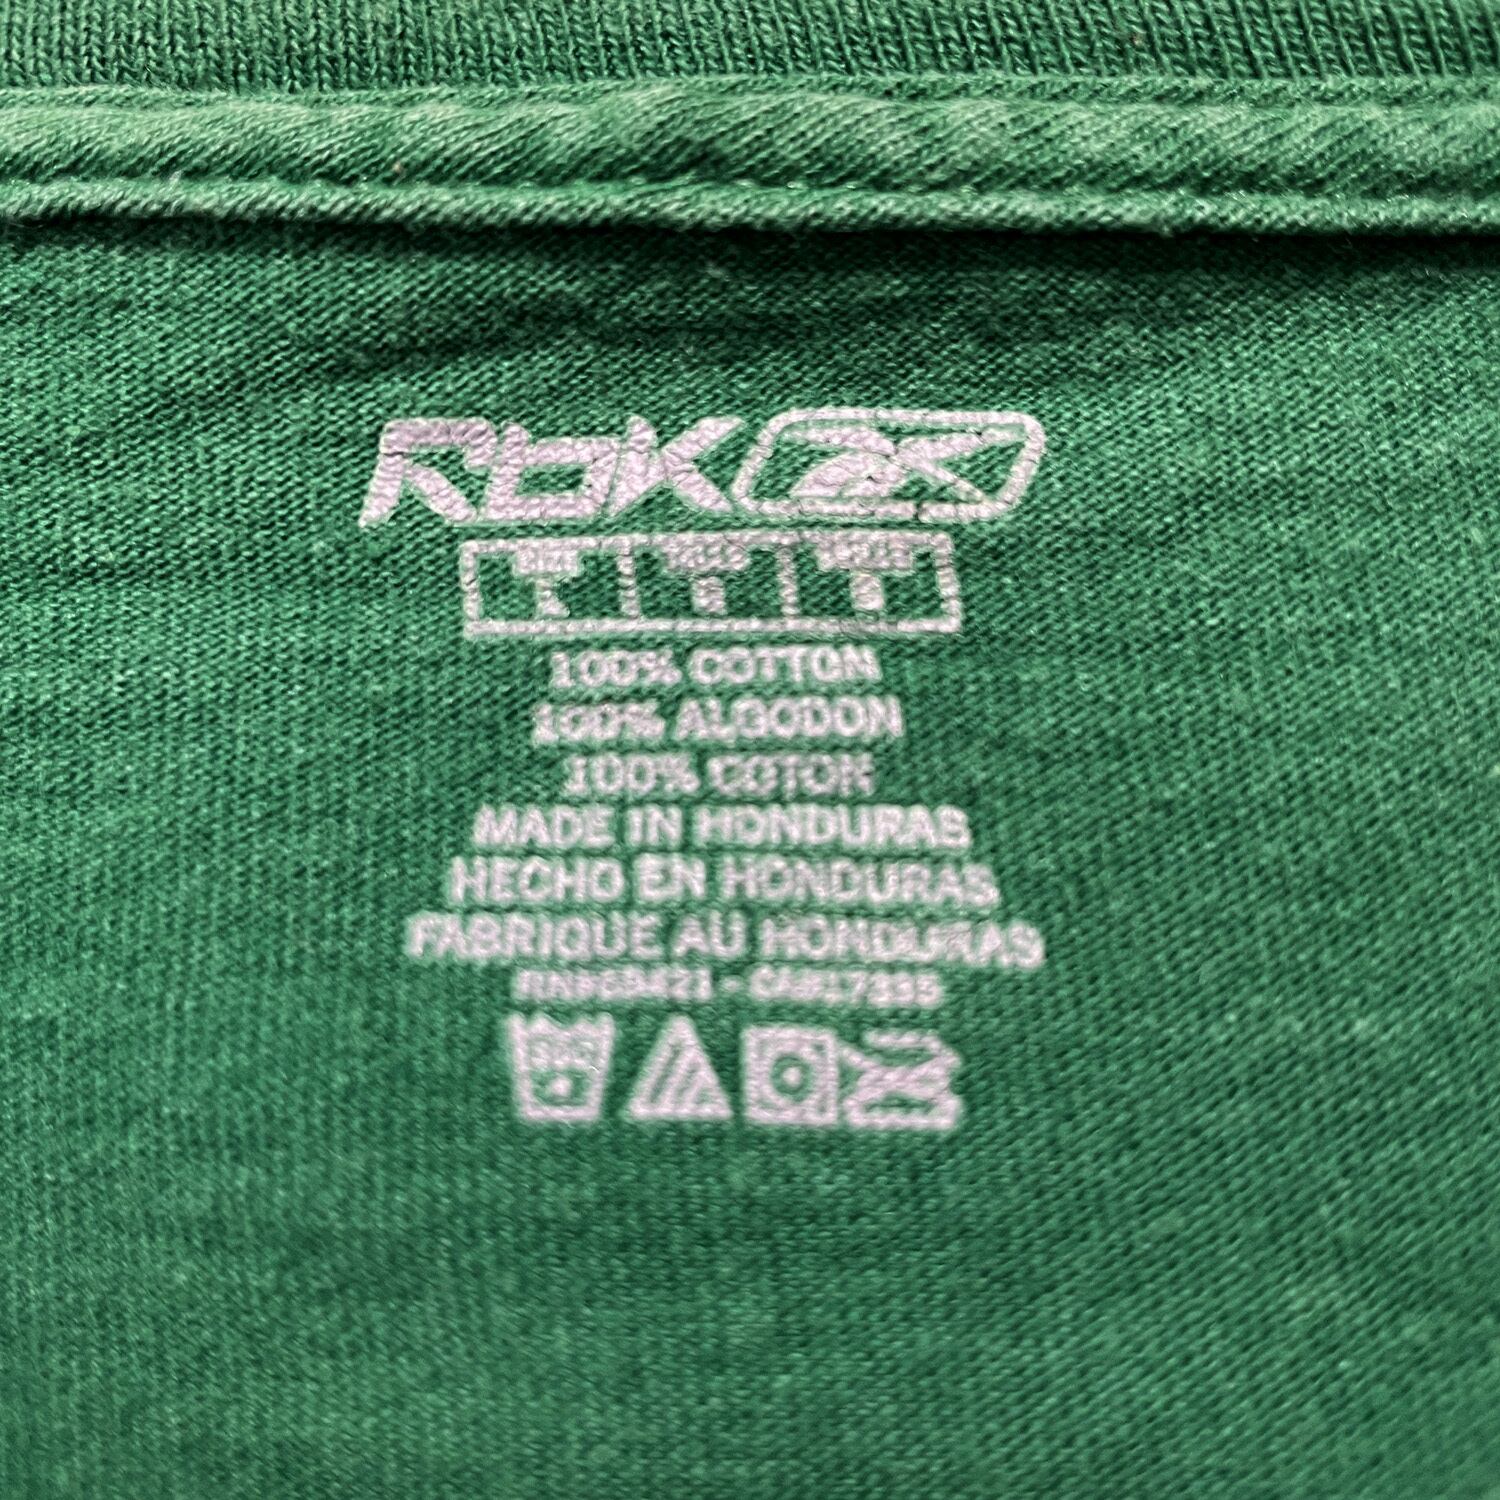 Rbk
100% COTTON
100% ALGODON
100% COTON
MADE IN HONDURAS
HECHO EN HONDURAS
FABRIQUE AU HONDURAS